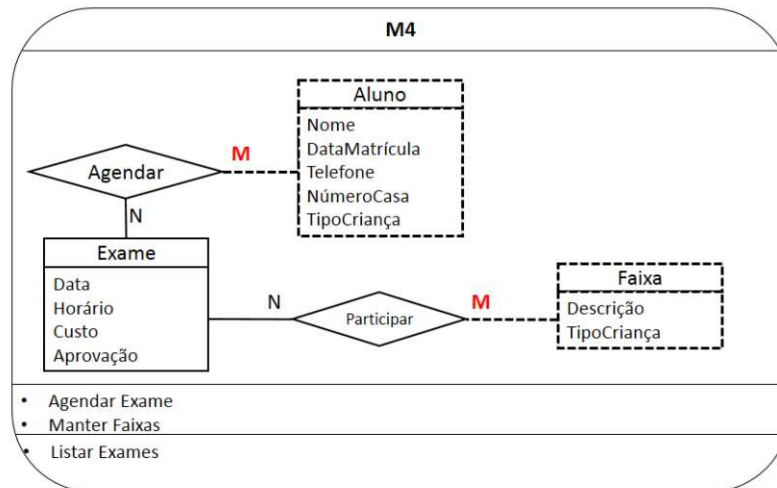 M4
Aluno
Nome
DataMatrícula
Telefone
NúmeroCasa
TipoCriança
M
Agendar
N
Exame
Data
Horário
Custo
Aprovação
N
Participar
M
Faixa
Descrição
TipoCriança
• Agendar Exame
• Manter Faixas
• Listar Exames